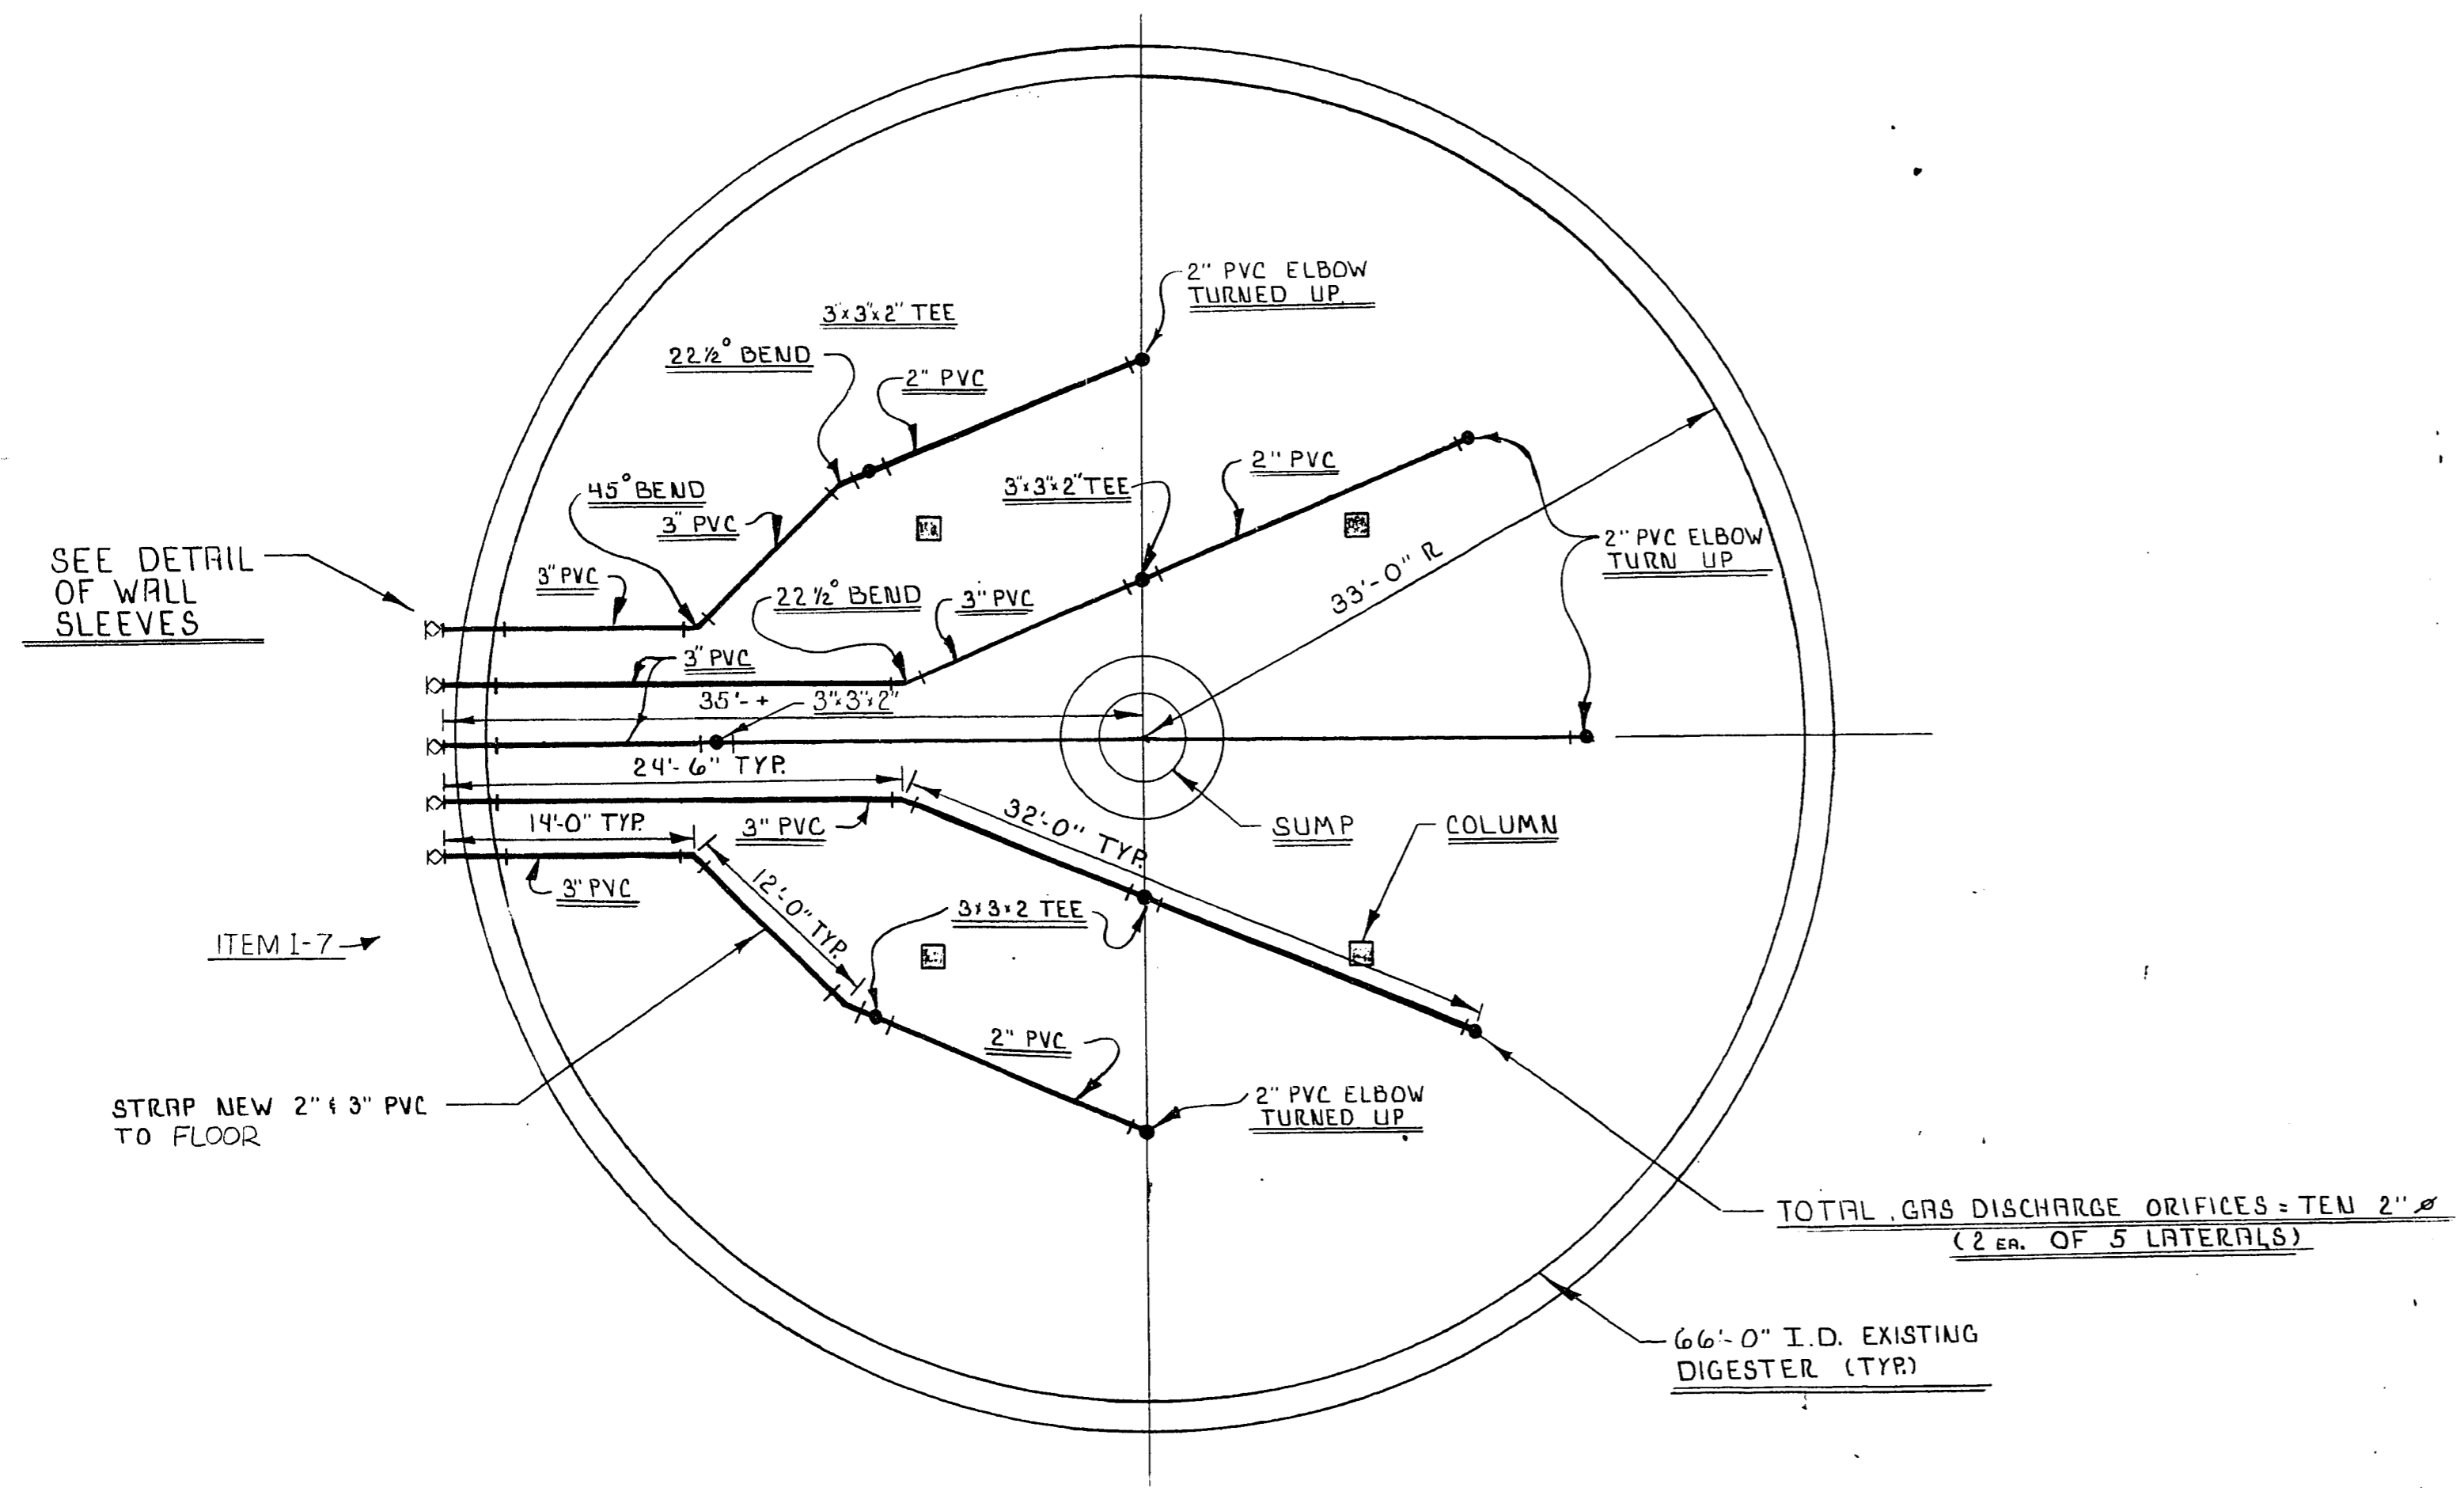 2" PVC ELBOW
TURNED UP
3"x3"x2" TEE
22½° BEND
2" PVC
45° BEND
3" PVC
3"x3"x2" TEE
2" PVC
SEE DETAIL
OF WALL
SLEEVES
3" PVC
22½° BEND
3" PVC
33'-0" R
2" PVC ELBOW
TURN UP
3" PVC
35'-+
3"x3"x2"
24'-6" TYP.
14'-0" TYP.
3" PVC
32'-0" TYP.
SUMP
COLUMN
3" PVC
12'-0" TYP.
3x3x2 TEE
ITEM I-7
2" PVC
STRAP NEW 2" & 3" PVC
TO FLOOR
2" PVC ELBOW
TURNED UP
TOTAL GAS DISCHARGE ORIFICES = TEN 2" ⌀
(2 EA. OF 5 LATERALS)
66'-0" I.D. EXISTING
DIGESTER (TYP.)